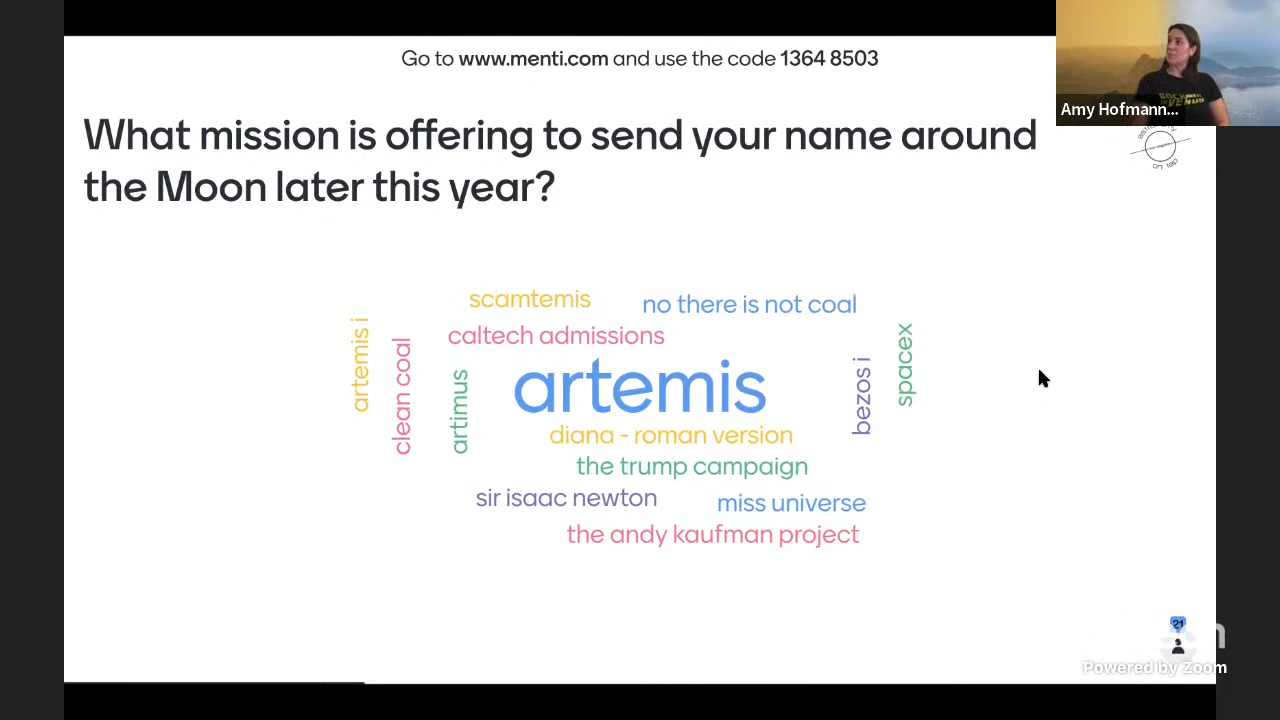 Go to www.menti.com and use the code 1364 8503
Amy Hofmann...
What mission is offering to send your name around
the Moon later this year?
on tap
scamtemis
no there is not coal
artemis i
clean coal
caltech admissions
artimus
artemis
bezos i
spacex
diana - roman version
the trump campaign
sir isaac newton
miss universe
the andy kaufman project
21
Powered by Zoom